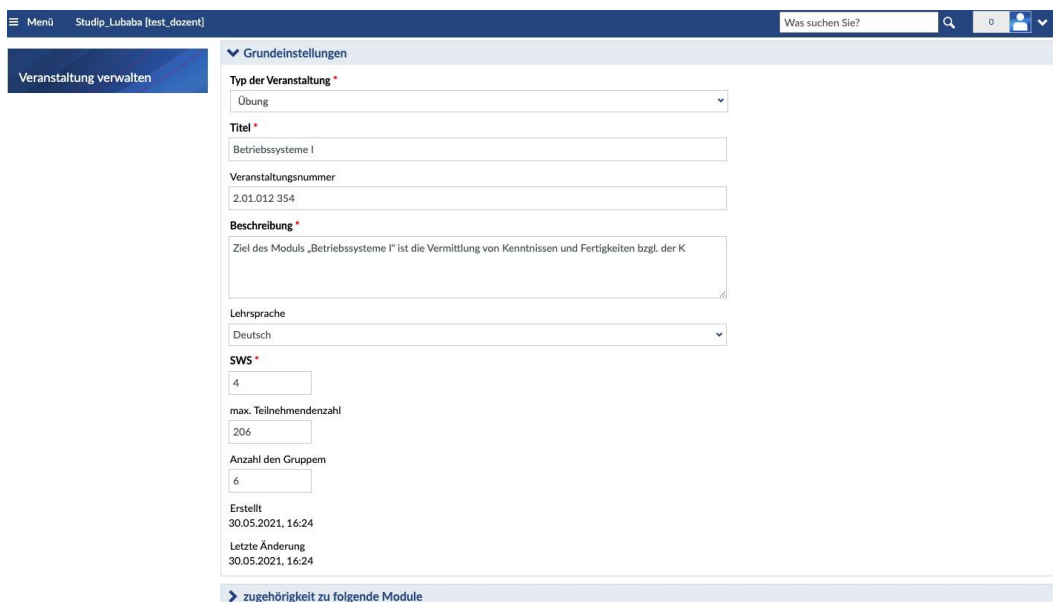 Menü Studip_Lubaba [test_dozent] Was suchen Sie? 0
Veranstaltung verwalten
Grundeinstellungen
Typ der Veranstaltung *
Übung
Titel *
Betriebssysteme I
Veranstaltungsnummer
2.01.012 354
Beschreibung *
Ziel des Moduls „Betriebssysteme I" ist die Vermittlung von Kenntnissen und Fertigkeiten bzgl. der K
Lehrsprache
Deutsch
SWS *
4
max. Teilnehmendenzahl
206
Anzahl den Gruppem
6
Erstellt
30.05.2021, 16:24
Letzte Änderung
30.05.2021, 16:24
zugehörigkeit zu folgende Module